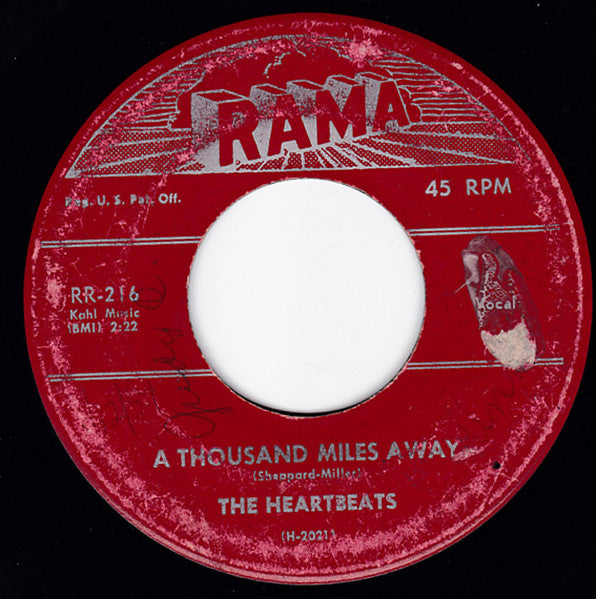 RAMA
Reg. U. S. Pat. Off.
45 RPM
RR-216
Kahl Music
(BMI) 2:22
Vocal
A THOUSAND MILES AWAY
(Sheppard-Miller)
THE HEARTBEATS
(H-2021)